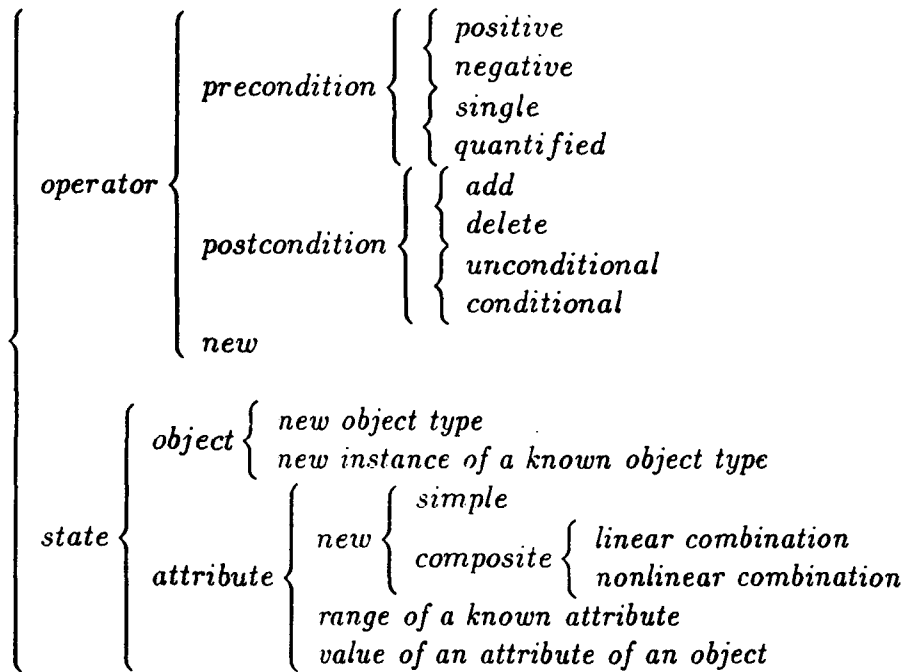 positive
negative
precondition
single
quantified
operator
add
delete
postcondition
unconditional
conditional
new
new object type
object
new instance of a known object type
simple
new
linear combination
composite
state
nonlinear combination
attribute
range of a known attribute
value of an attribute of an object